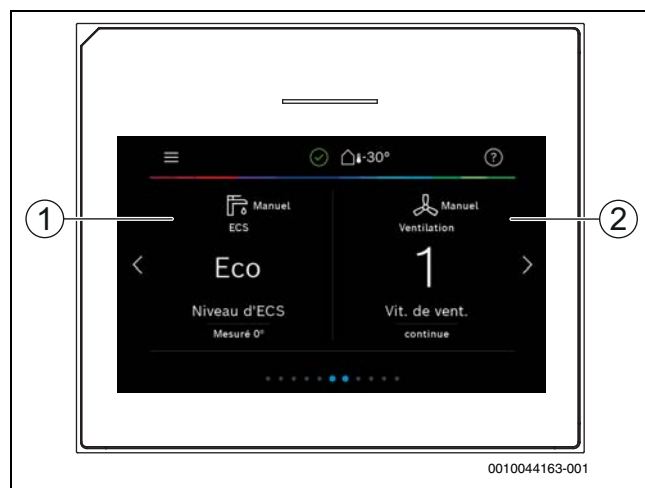 -30°
?
Manuel
ECS
Manuel
Ventilation
1
2
Eco
1
Niveau d'ECS
Vit. de vent.
Mesuré 0°
continue
0010044163-001